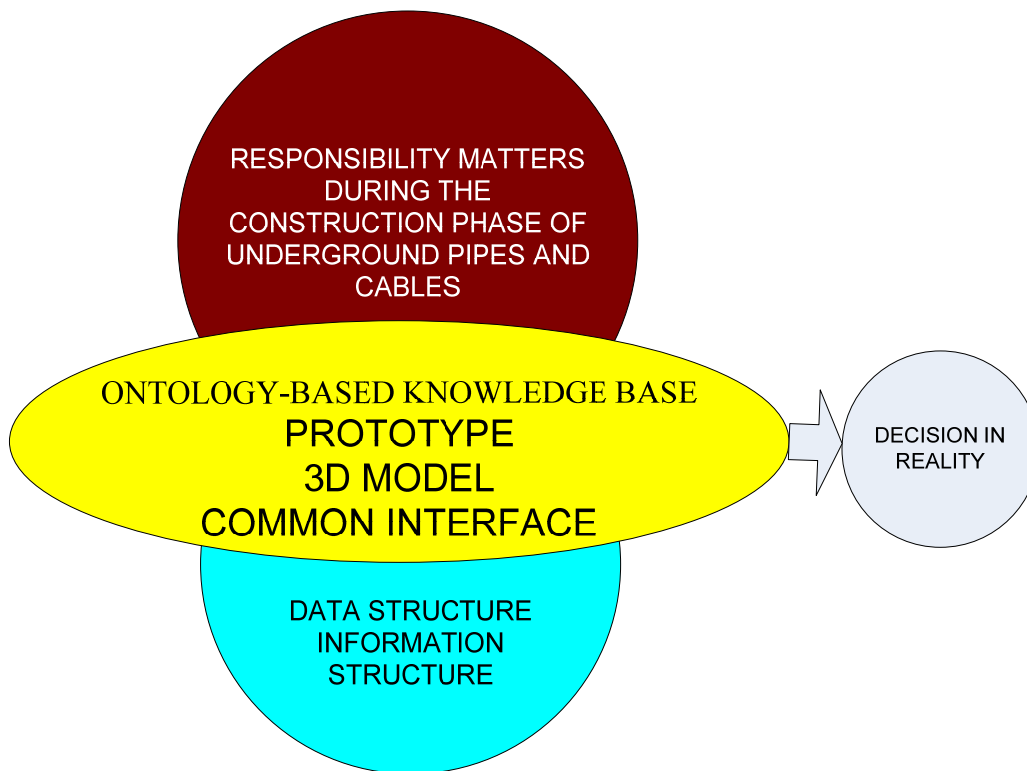 RESPONSIBILITY MATTERS
DURING THE
CONSTRUCTION PHASE OF
UNDERGROUND PIPES AND
CABLES
ONTOLOGY-BASED KNOWLEDGE BASE
PROTOTYPE
3D MODEL
COMMON INTERFACE
DECISION IN
REALITY
DATA STRUCTURE
INFORMATION
STRUCTURE